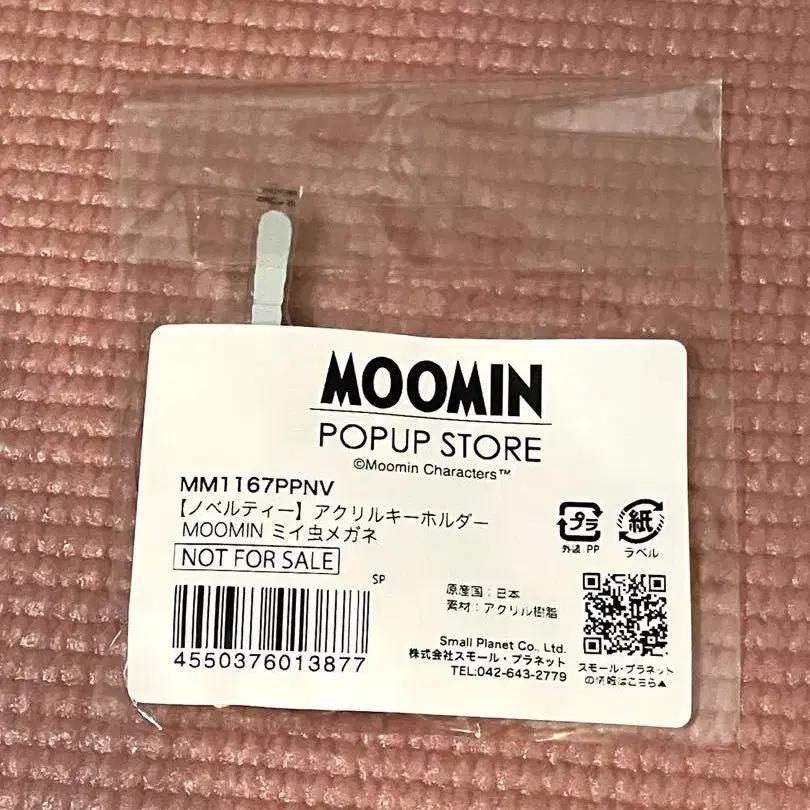 MOOMIN
POPUP STORE
©Moomin Characters™
MM1167PPNV
【ノベルティー】アクリルキーホルダー
MOOMIN ミイ虫メガネ
NOT FOR SALE
SP
4550376013877
プラ
外装:PP
紙
ラベル
原産国:日本
素材:アクリル樹脂
Small Planet Co., Ltd.
株式会社スモール・プラネット
TEL:042-643-2779
スモール・プラネット
の情報はこちら▲